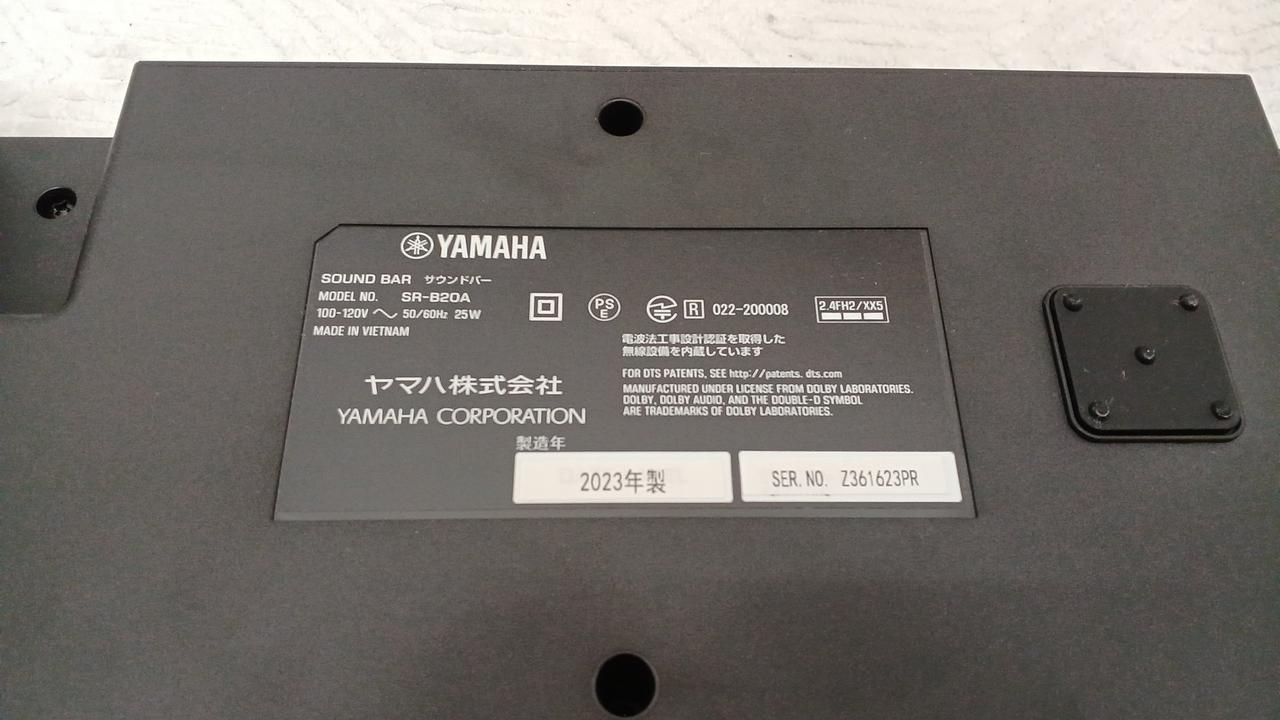 YAMAHA
SOUND BAR サウンドバー
MODEL NO. SR-B20A
100-120V 〜 50/60Hz 25W
MADE IN VIETNAM
PS
E
R 022-200008
2.4FH2/XX5
電波法工事設計認証を取得した
無線設備を内蔵しています
FOR DTS PATENTS, SEE http://patents.dts.com
MANUFACTURED UNDER LICENSE FROM DOLBY LABORATORIES.
DOLBY, DOLBY AUDIO, AND THE DOUBLE-D SYMBOL
ARE TRADEMARKS OF DOLBY LABORATORIES.
ヤマハ株式会社
YAMAHA CORPORATION
製造年
2023年製
SER. NO. Z361623PR